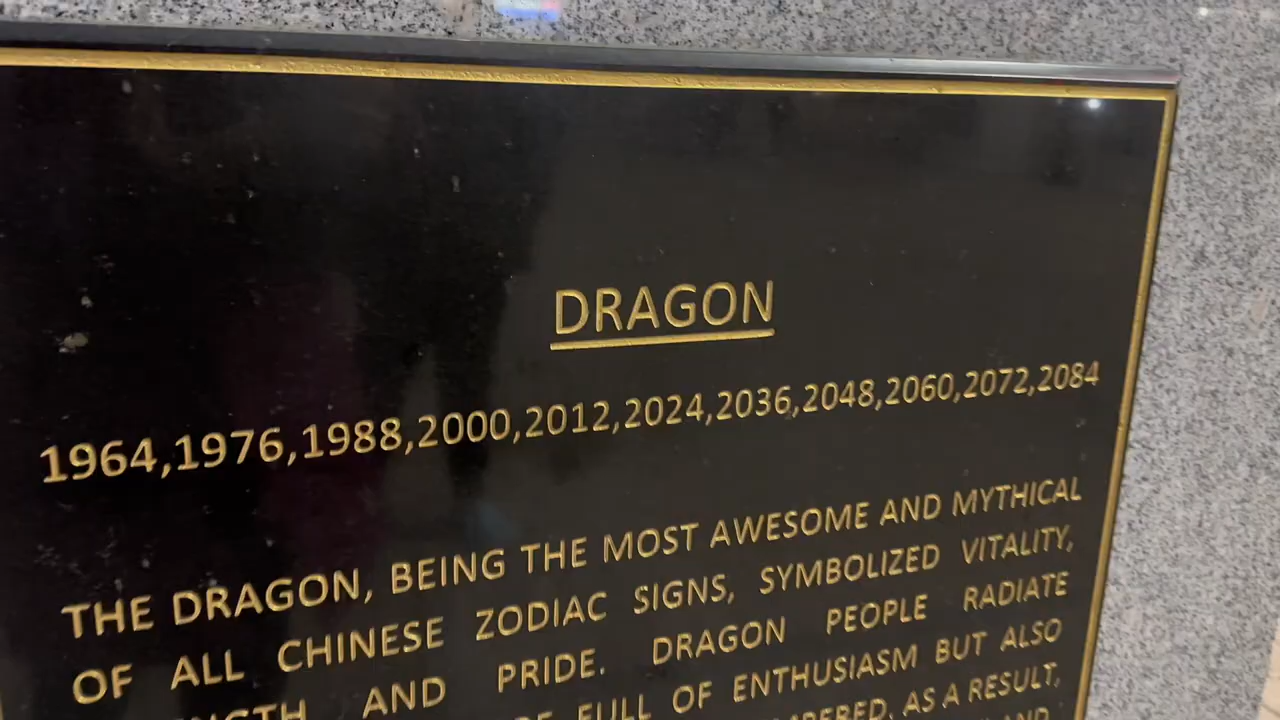 DRAGON
1964,1976,1988,2000,2012,2024,2036,2048,2060,2072,2084
THE DRAGON, BEING THE MOST AWESOME AND MYTHICAL
OF ALL CHINESE ZODIAC SIGNS, SYMBOLIZED VITALITY,
AND PRIDE. DRAGON PEOPLE RADIATE
FULL OF ENTHUSIASM BUT ALSO
AS A RESULT,